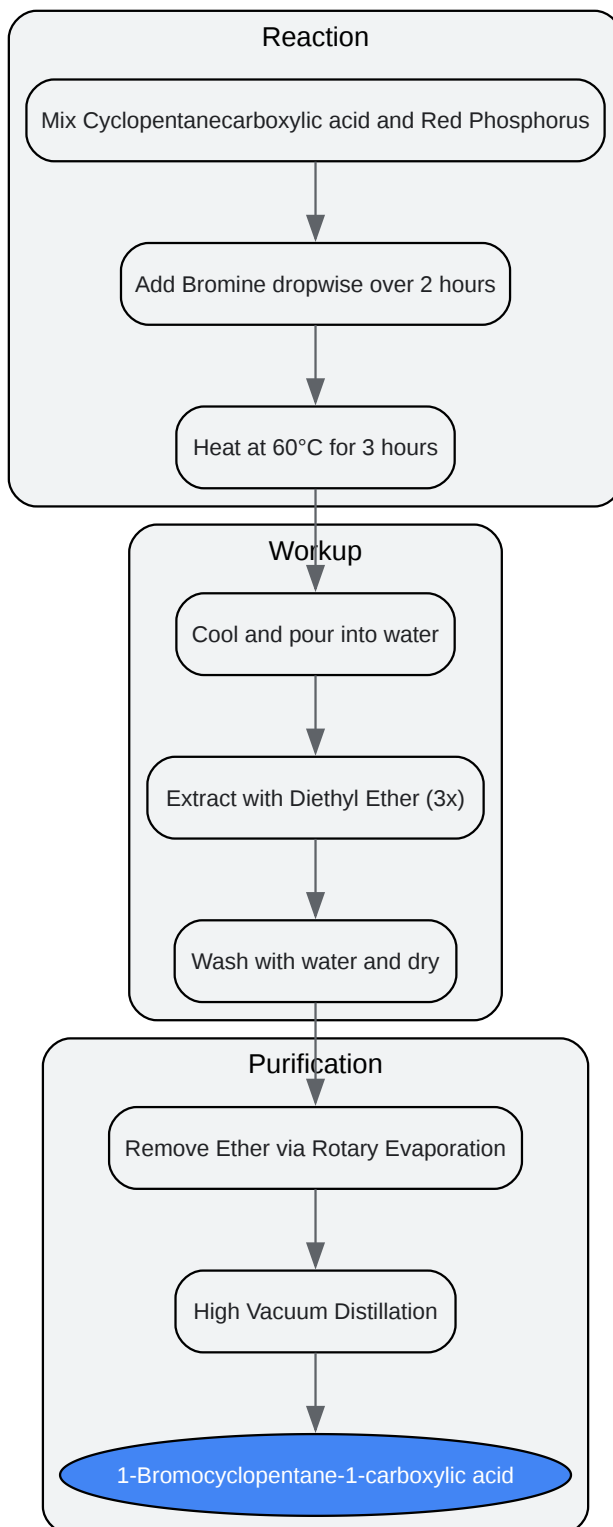 Reaction
Mix Cyclopentanecarboxylic acid and Red Phosphorus
Add Bromine dropwise over 2 hours
Heat at 60°C for 3 hours
Workup
Cool and pour into water
Extract with Diethyl Ether (3x)
Wash with water and dry
Purification
Remove Ether via Rotary Evaporation
High Vacuum Distillation
1-Bromocyclopentane-1-carboxylic acid